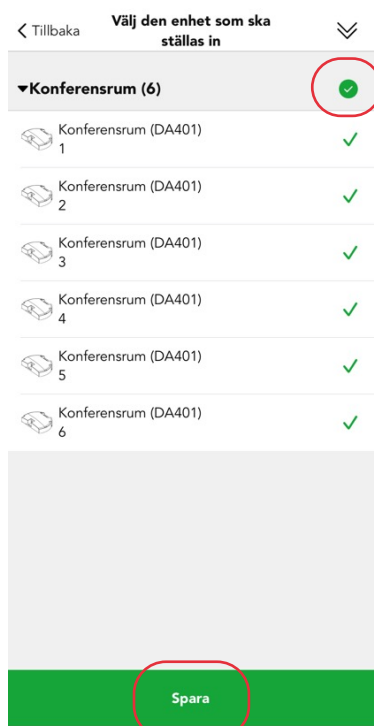 Tillbaka
Välj den enhet som ska
ställas in
Konferensrum (6)
Konferensrum (DA401)
1
Konferensrum (DA401)
2
Konferensrum (DA401)
3
Konferensrum (DA401)
4
Konferensrum (DA401)
5
Konferensrum (DA401)
6
Spara